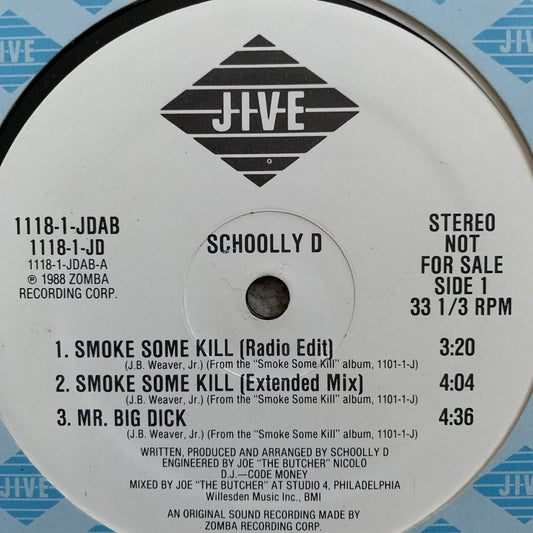 JIVE
JIVE
JIVE
1118-1-JDAB
1118-1-JD
1118-1-JDAB-A
℗ 1988 ZOMBA
RECORDING CORP.
SCHOOLLY D
STEREO
NOT
FOR SALE
SIDE 1
33 1/3 RPM
1. SMOKE SOME KILL (Radio Edit) 3:20
(J.B. Weaver, Jr.) (From the "Smoke Some Kill" album, 1101-1-J)
2. SMOKE SOME KILL (Extended Mix) 4:04
(J.B. Weaver, Jr.) (From the "Smoke Some Kill" album, 1101-1-J)
3. MR. BIG DICK 4:36
(J.B. Weaver, Jr.) (From the "Smoke Some Kill" album, 1101-1-J)
WRITTEN, PRODUCED AND ARRANGED BY SCHOOLLY D
ENGINEERED BY JOE "THE BUTCHER" NICOLO
D.J.—CODE MONEY
MIXED BY JOE "THE BUTCHER" AT STUDIO 4, PHILADELPHIA
Willesden Music Inc., BMI
AN ORIGINAL SOUND RECORDING MADE BY
ZOMBA RECORDING CORP.
JIVE
JIVE